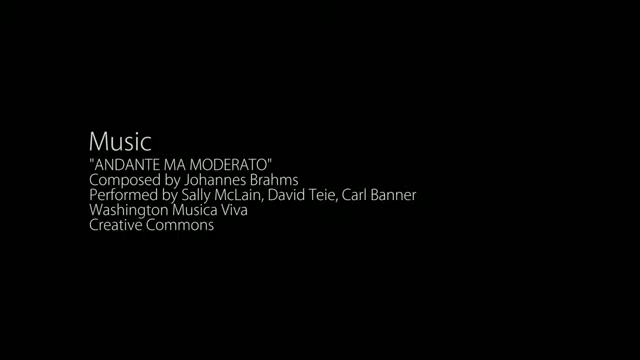 Music
"ANDANTE MA MODERATO"
Composed by Johannes Brahms
Performed by Sally McLain, David Teie, Carl Banner
Washington Musica Viva
Creative Commons